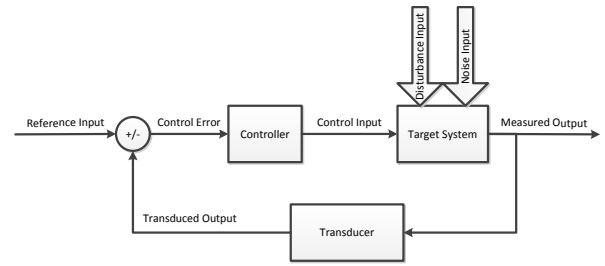 Disturbance Input
Noise Input
Reference Input
+/-
Control Error
Controller
Control Input
Target System
Measured Output
Transduced Output
Transducer